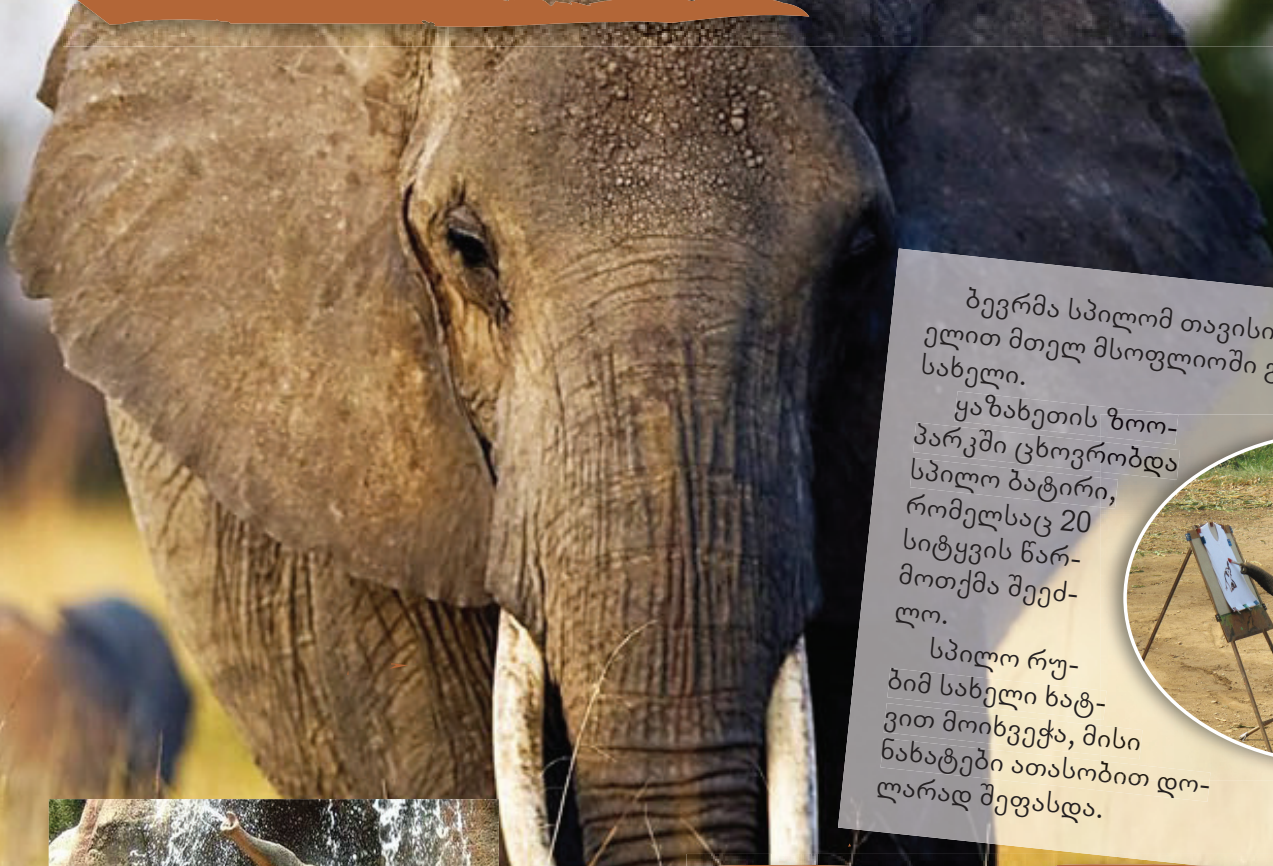 ბევრმა სპილომ თავისი
ელით მთელ მსოფლიოში
სახელი.
ყაზახეთის ზოო-
პარკში ცხოვრობდა
სპილო ბატირი,
რომელსაც 20
სიტყვის წარ-
მოთქმა შეეძ-
ლო.
სპილო რუ-
ბიმ სახელი ხატ-
ვით მოიხვეჭა, მისი
ნახატები ათასობით დო-
ლარად შეფასდა.